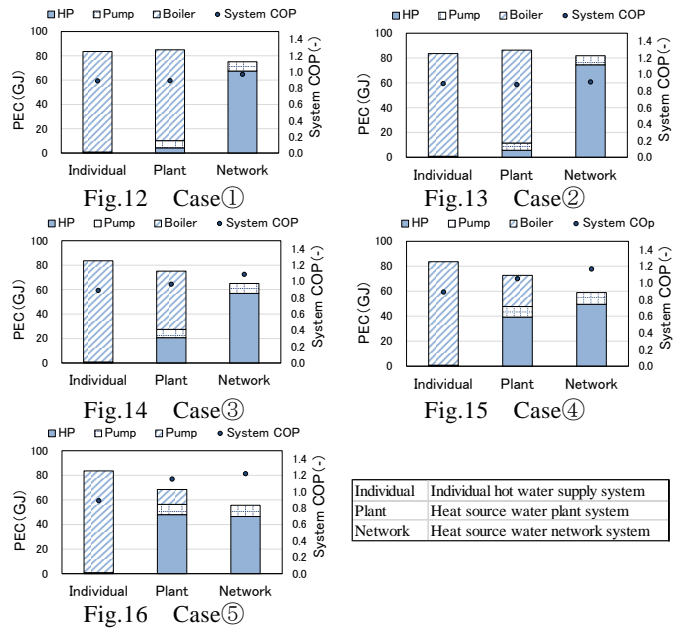 HP Pump Boiler System COP
PEC(GJ)
100
80
60
40
20
0
System COP(-)
1.4
1.2
1.0
0.8
0.6
0.4
0.2
0.0
Individual Plant Network
Fig.12 Case①
HP Pump Boiler System COP
PEC(GJ)
100
80
60
40
20
0
System COP(-)
1.4
1.2
1.0
0.8
0.6
0.4
0.2
0.0
Individual Plant Network
Fig.13 Case②
HP Pump Boiler System COP
PEC(GJ)
100
80
60
40
20
0
System COP(-)
1.4
1.2
1.0
0.8
0.6
0.4
0.2
0.0
Individual Plant Network
Fig.14 Case③
HP Pump Boiler System COp
PEC(GJ)
100
80
60
40
20
0
System COP(-)
1.4
1.2
1.0
0.8
0.6
0.4
0.2
0.0
Individual Plant Network
Fig.15 Case④
HP Pump Pump System COP
PEC(GJ)
100
80
60
40
20
0
System COP(-)
1.4
1.2
1.0
0.8
0.6
0.4
0.2
0.0
Individual Plant Network
Fig.16 Case⑤
Individual Individual hot water supply system
Plant Heat source water plant system
Network Heat source water network system